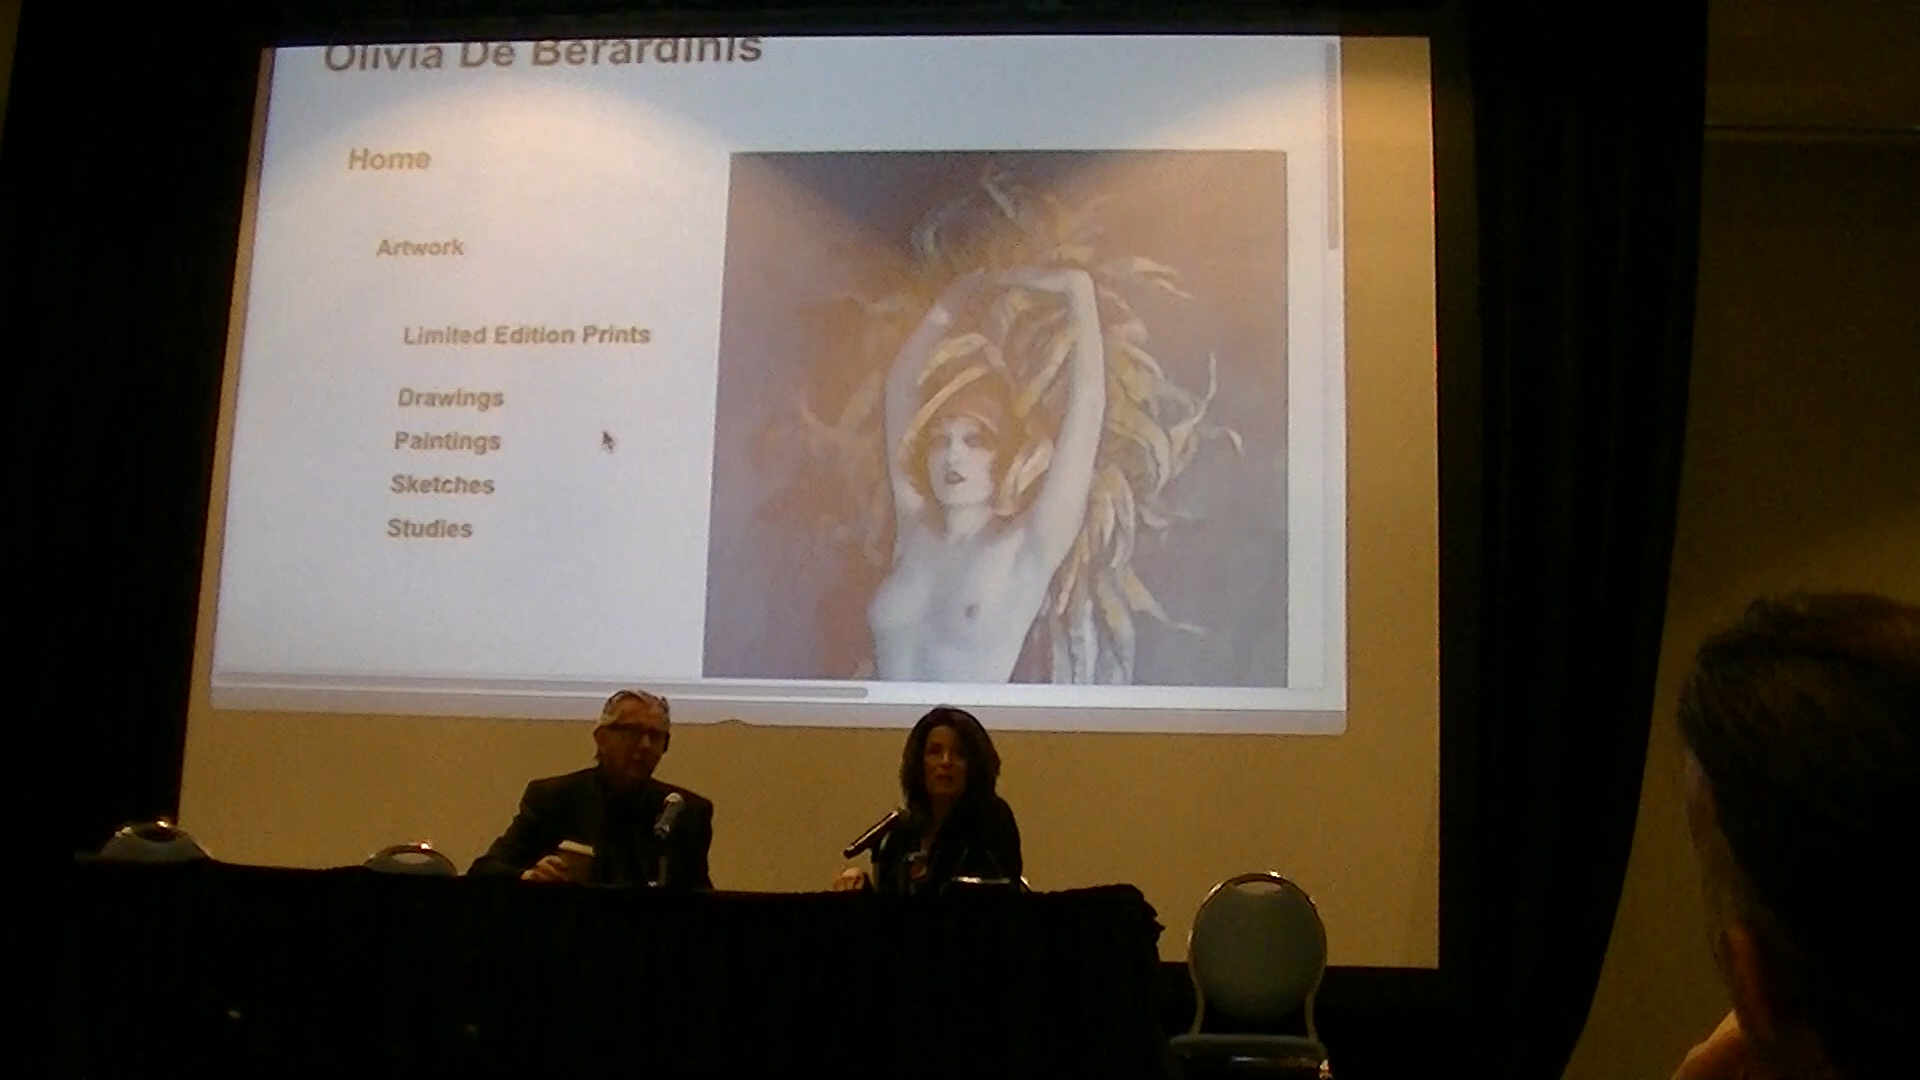 Olivia De Berardinis
Home
Artwork
Limited Edition Prints
Drawings
Paintings
Sketches
Studies